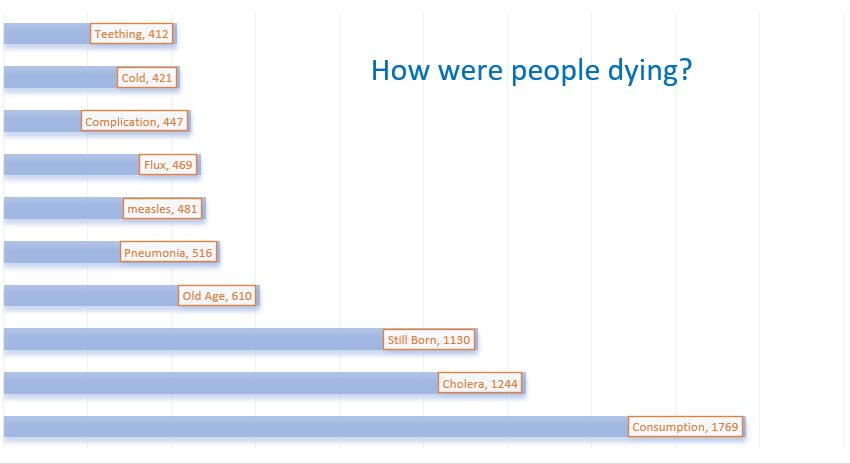 How were people dying?
Teething, 412
Cold, 421
Complication, 447
Flux, 469
measles, 481
Pneumonia, 516
Old Age, 610
Still Born, 1130
Cholera, 1244
Consumption, 1769